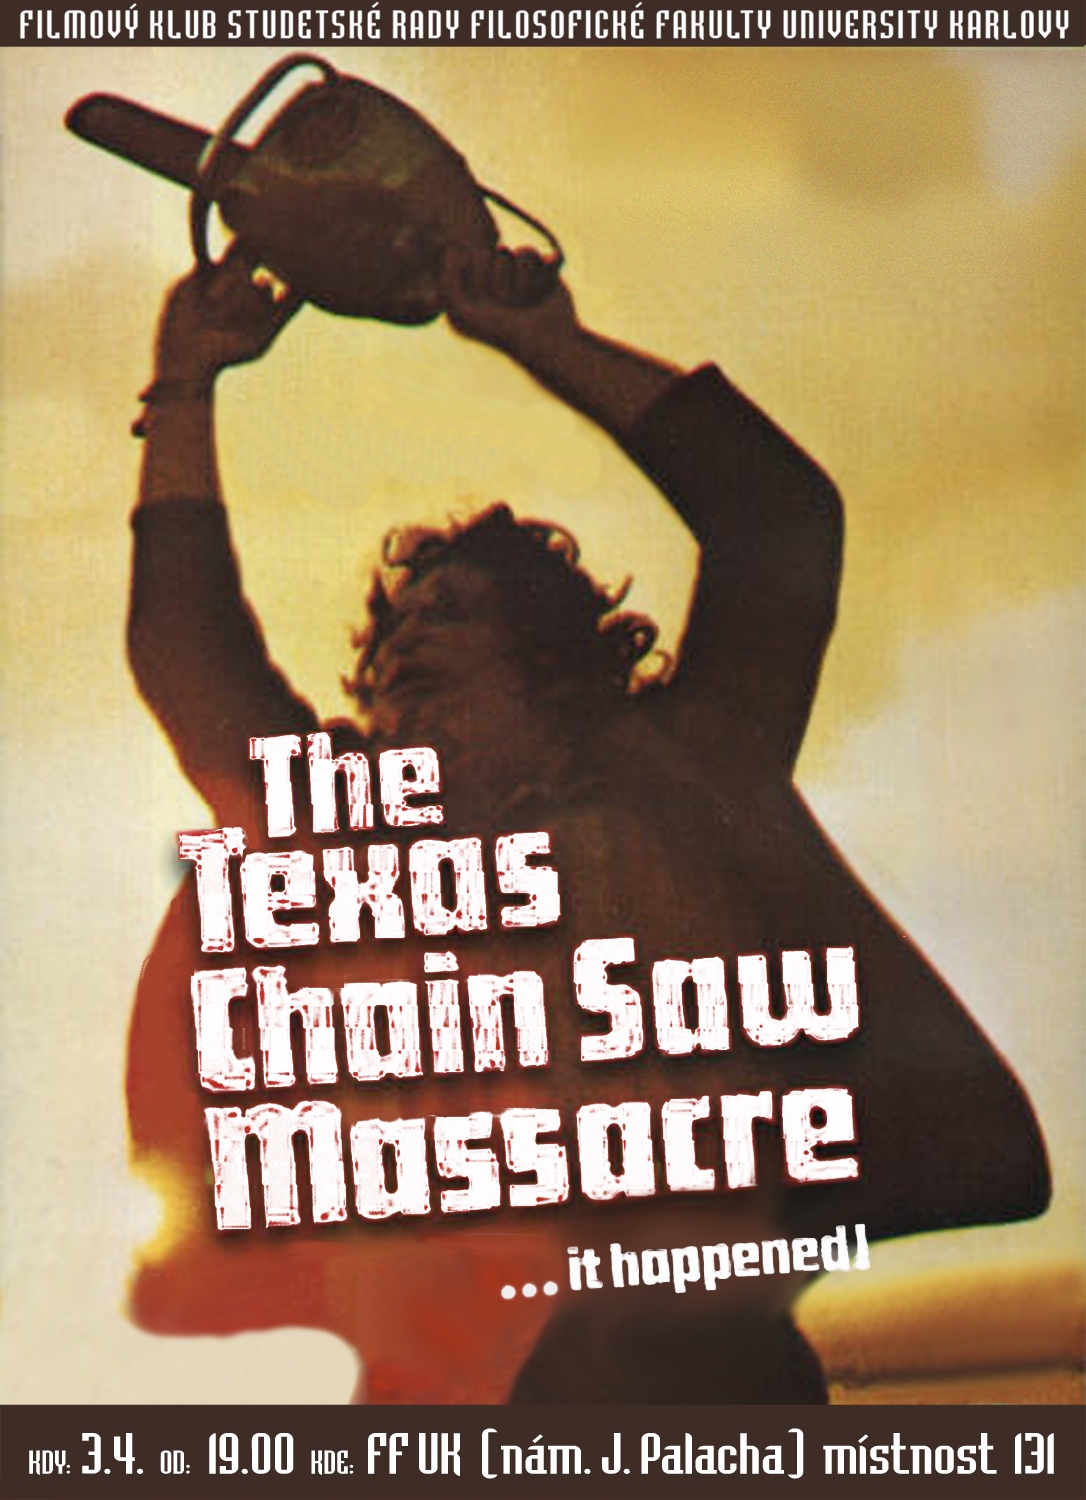 FILMOVÝ KLUB STUDETSKÉ RADY FILOSOFICKÉ FAKULTY UNIVERSITY KARLOVY
The
Texas
Chain Saw
Massacre
...it happened!
KDY: 3.4. OD: 19.00 KDE: FF UK (nám. J. Palacha) místnost 131